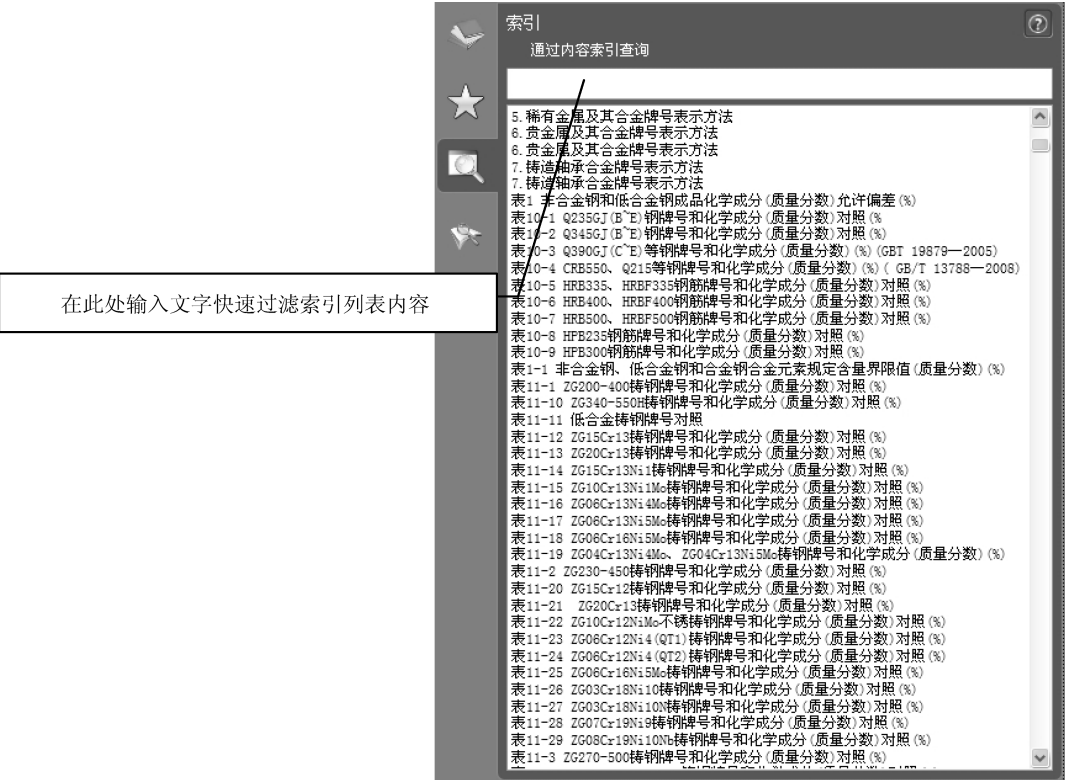 索引
通过内容索引查询
5.稀有金属及其合金牌号表示方法
6.贵金属及其合金牌号表示方法
6.贵金属及其合金牌号表示方法
7.铸造轴承合金牌号表示方法
7.铸造轴承合金牌号表示方法
表1 非合金钢和低合金钢成品化学成分(质量分数)允许偏差(%)
表10-1 Q235GJ(B~E)钢牌号和化学成分(质量分数)对照(%
表10-2 Q345GJ(B~E)钢牌号和化学成分(质量分数)对照(%)
表10-3 Q390GJ(C~E)等钢牌号和化学成分(质量分数)(%)(GBT 19879—2005)
表10-4 CRB550、Q215等钢牌号和化学成分(质量分数)(%)( GB/T 13788—2008)
在此处输入文字快速过滤索引列表内容
表10-5 HRB335、HRBF335钢筋牌号和化学成分(质量分数)对照(%)
表10-6 HRB400、HRBF400钢筋牌号和化学成分(质量分数)对照(%)
表10-7 HRB500、HRBF500钢筋牌号和化学成分(质量分数)对照(%)
表10-8 HPB235钢筋牌号和化学成分(质量分数)对照(%)
表10-9 HPB300钢筋牌号和化学成分(质量分数)对照(%)
表1-1 非合金钢、低合金钢和合金钢合金元素规定含量界限值(质量分数)(%)
表11-1 ZG200-400铸钢牌号和化学成分(质量分数)对照(%)
表11-10 ZG340-550H铸钢牌号和化学成分(质量分数)对照(%)
表11-11 低合金铸钢牌号对照
表11-12 ZG15Cr13铸钢牌号和化学成分(质量分数)对照(%)
表11-13 ZG20Cr13铸钢牌号和化学成分(质量分数)对照(%)
表11-14 ZG15Cr13Ni1铸钢牌号和化学成分(质量分数)对照(%)
表11-15 ZG10Cr13Ni1Mo铸钢牌号和化学成分(质量分数)对照(%)
表11-16 ZG06Cr13Ni4Mo铸钢牌号和化学成分(质量分数)对照(%)
表11-17 ZG06Cr13Ni5Mo铸钢牌号和化学成分(质量分数)对照(%)
表11-18 ZG06Cr16Ni5Mo铸钢牌号和化学成分(质量分数)对照(%)
表11-19 ZG04Cr13Ni4Mo、ZG04Cr13Ni5Mo铸钢牌号和化学成分(质量分数)(%)
表11-2 ZG230-450铸钢牌号和化学成分(质量分数)对照(%)
表11-20 ZG15Cr12铸钢牌号和化学成分(质量分数)对照(%)
表11-21  ZG20Cr13铸钢牌号和化学成分(质量分数)对照(%)
表11-22 ZG10Cr12NiMo不锈铸钢牌号和化学成分(质量分数)对照(%)
表11-23 ZG06Cr12Ni4(QT1)铸钢牌号和化学成分(质量分数)对照(%)
表11-24 ZG06Cr12Ni4(QT2)铸钢牌号和化学成分(质量分数)对照(%)
表11-25 ZG06Cr16Ni5Mo铸钢牌号和化学成分(质量分数)对照(%)
表11-26 ZG03Cr18Ni10铸钢牌号和化学成分(质量分数)对照(%)
表11-27 ZG03Cr18Ni10N铸钢牌号和化学成分(质量分数)对照(%)
表11-28 ZG07Cr19Ni9铸钢牌号和化学成分(质量分数)对照(%)
表11-29 ZG08Cr19Ni10Nb铸钢牌号和化学成分(质量分数)对照(%)
表11-3 ZG270-500铸钢牌号和化学成分(质量分数)对照(%)